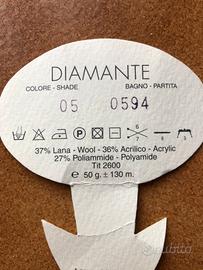 DIAMANTE
COLORE - SHADE BAGNO - PARTITA
05 0594
37% Lana - Wool - 36% Acrilico - Acrylic
27% Poliammide - Polyamide
Tit 2600
℮ 50 g. ± 130 m.
subito